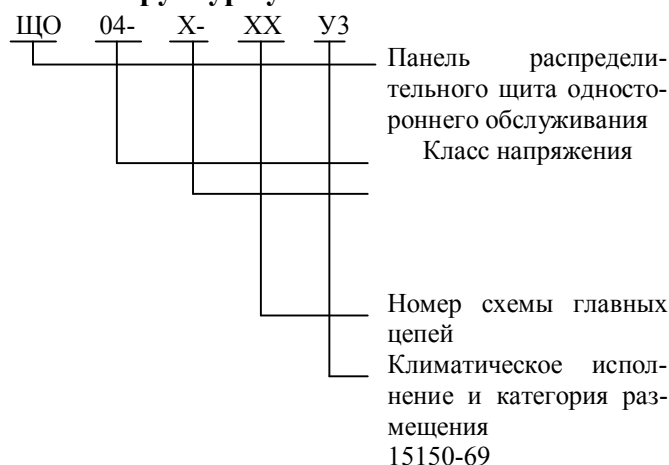 ЩО 04- Х- ХХ У3
Панель распредели-
тельного щита односто-
роннего обслуживания
Класс напряжения
Номер схемы главных
цепей
Климатическое испол-
нение и категория раз-
мещения
15150-69